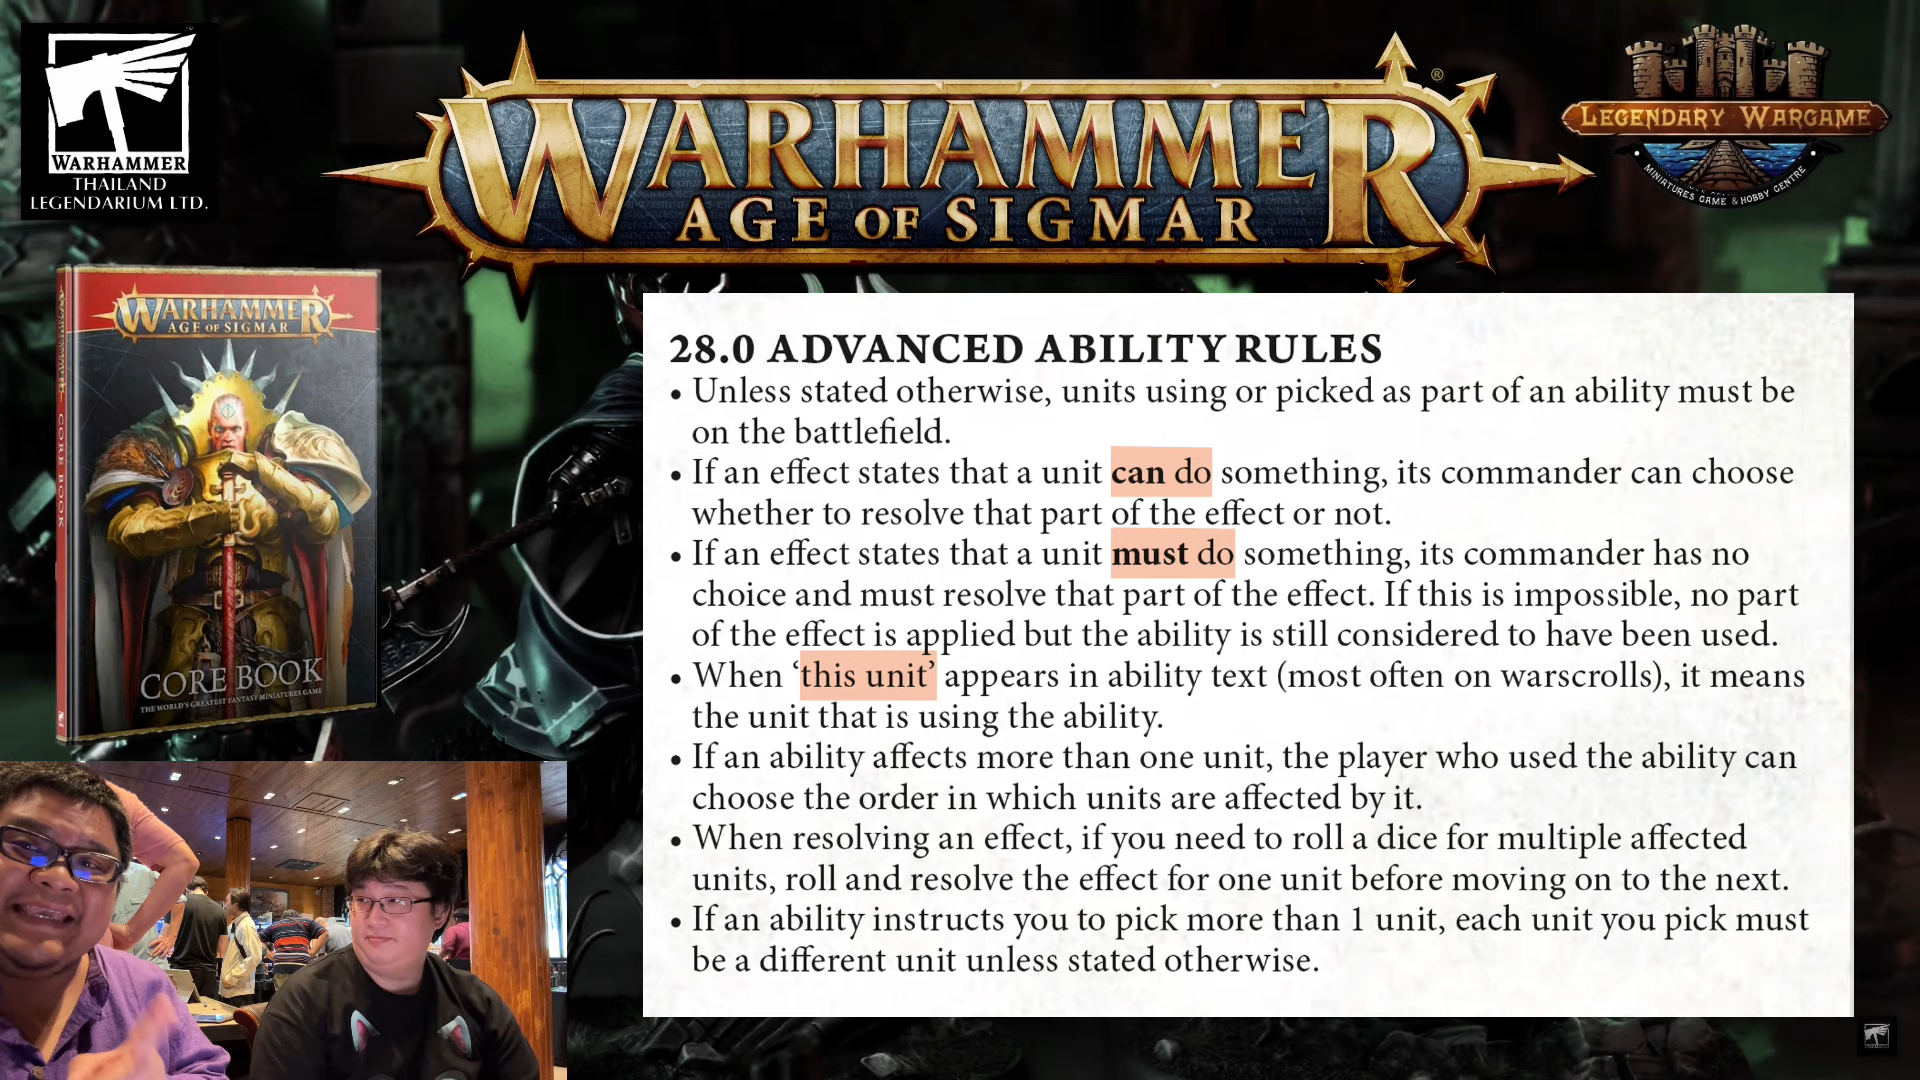 WARHAMMER
THAILAND
LEGENDARIUM LTD.
WARHAMMER
®
AGE OF SIGMAR
LEGENDARY WARGAME
MINIATURES GAME & HOBBY CENTRE
WARHAMMER
AGE OF SIGMAR
CORE BOOK
CORE BOOK
THE WORLD'S GREATEST FANTASY MINIATURES GAME
28.0 ADVANCED ABILITY RULES
• Unless stated otherwise, units using or picked as part of an ability must be
on the battlefield.
• If an effect states that a unit can do something, its commander can choose
whether to resolve that part of the effect or not.
• If an effect states that a unit must do something, its commander has no
choice and must resolve that part of the effect. If this is impossible, no part
of the effect is applied but the ability is still considered to have been used.
• When ‘this unit’ appears in ability text (most often on warscrolls), it means
the unit that is using the ability.
• If an ability affects more than one unit, the player who used the ability can
choose the order in which units are affected by it.
• When resolving an effect, if you need to roll a dice for multiple affected
units, roll and resolve the effect for one unit before moving on to the next.
• If an ability instructs you to pick more than 1 unit, each unit you pick must
be a different unit unless stated otherwise.